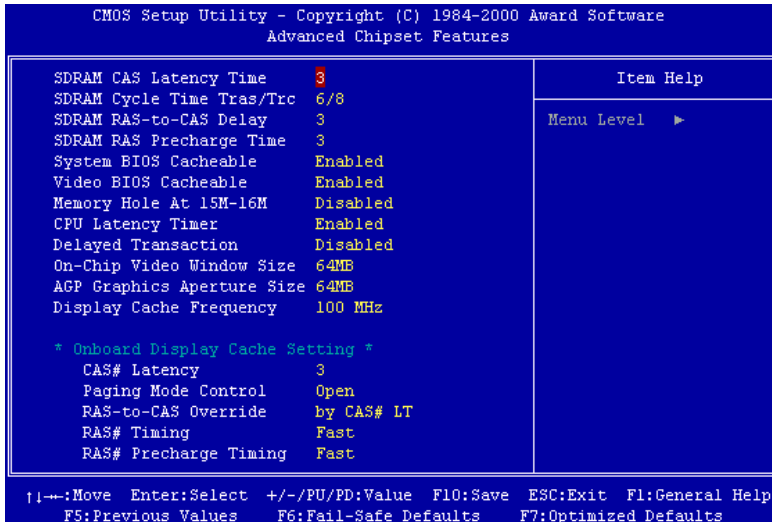 CMOS Setup Utility - Copyright (C) 1984-2000 Award Software
Advanced Chipset Features
SDRAM CAS Latency Time 3
SDRAM Cycle Time Tras/Trc 6/8
SDRAM RAS-to-CAS Delay 3
SDRAM RAS Precharge Time 3
System BIOS Cacheable Enabled
Video BIOS Cacheable Enabled
Memory Hole At 15M-16M Disabled
CPU Latency Timer Enabled
Delayed Transaction Disabled
On-Chip Video Window Size 64MB
AGP Graphics Aperture Size 64MB
Display Cache Frequency 100 MHz
* Onboard Display Cache Setting *
CAS# Latency 3
Paging Mode Control Open
RAS-to-CAS Override by CAS# LT
RAS# Timing Fast
RAS# Precharge Timing Fast
Item Help
Menu Level ►
↑↓→←:Move Enter:Select +/-/PU/PD:Value F10:Save ESC:Exit F1:General Help
F5:Previous Values F6:Fail-Safe Defaults F7:Optimized Defaults